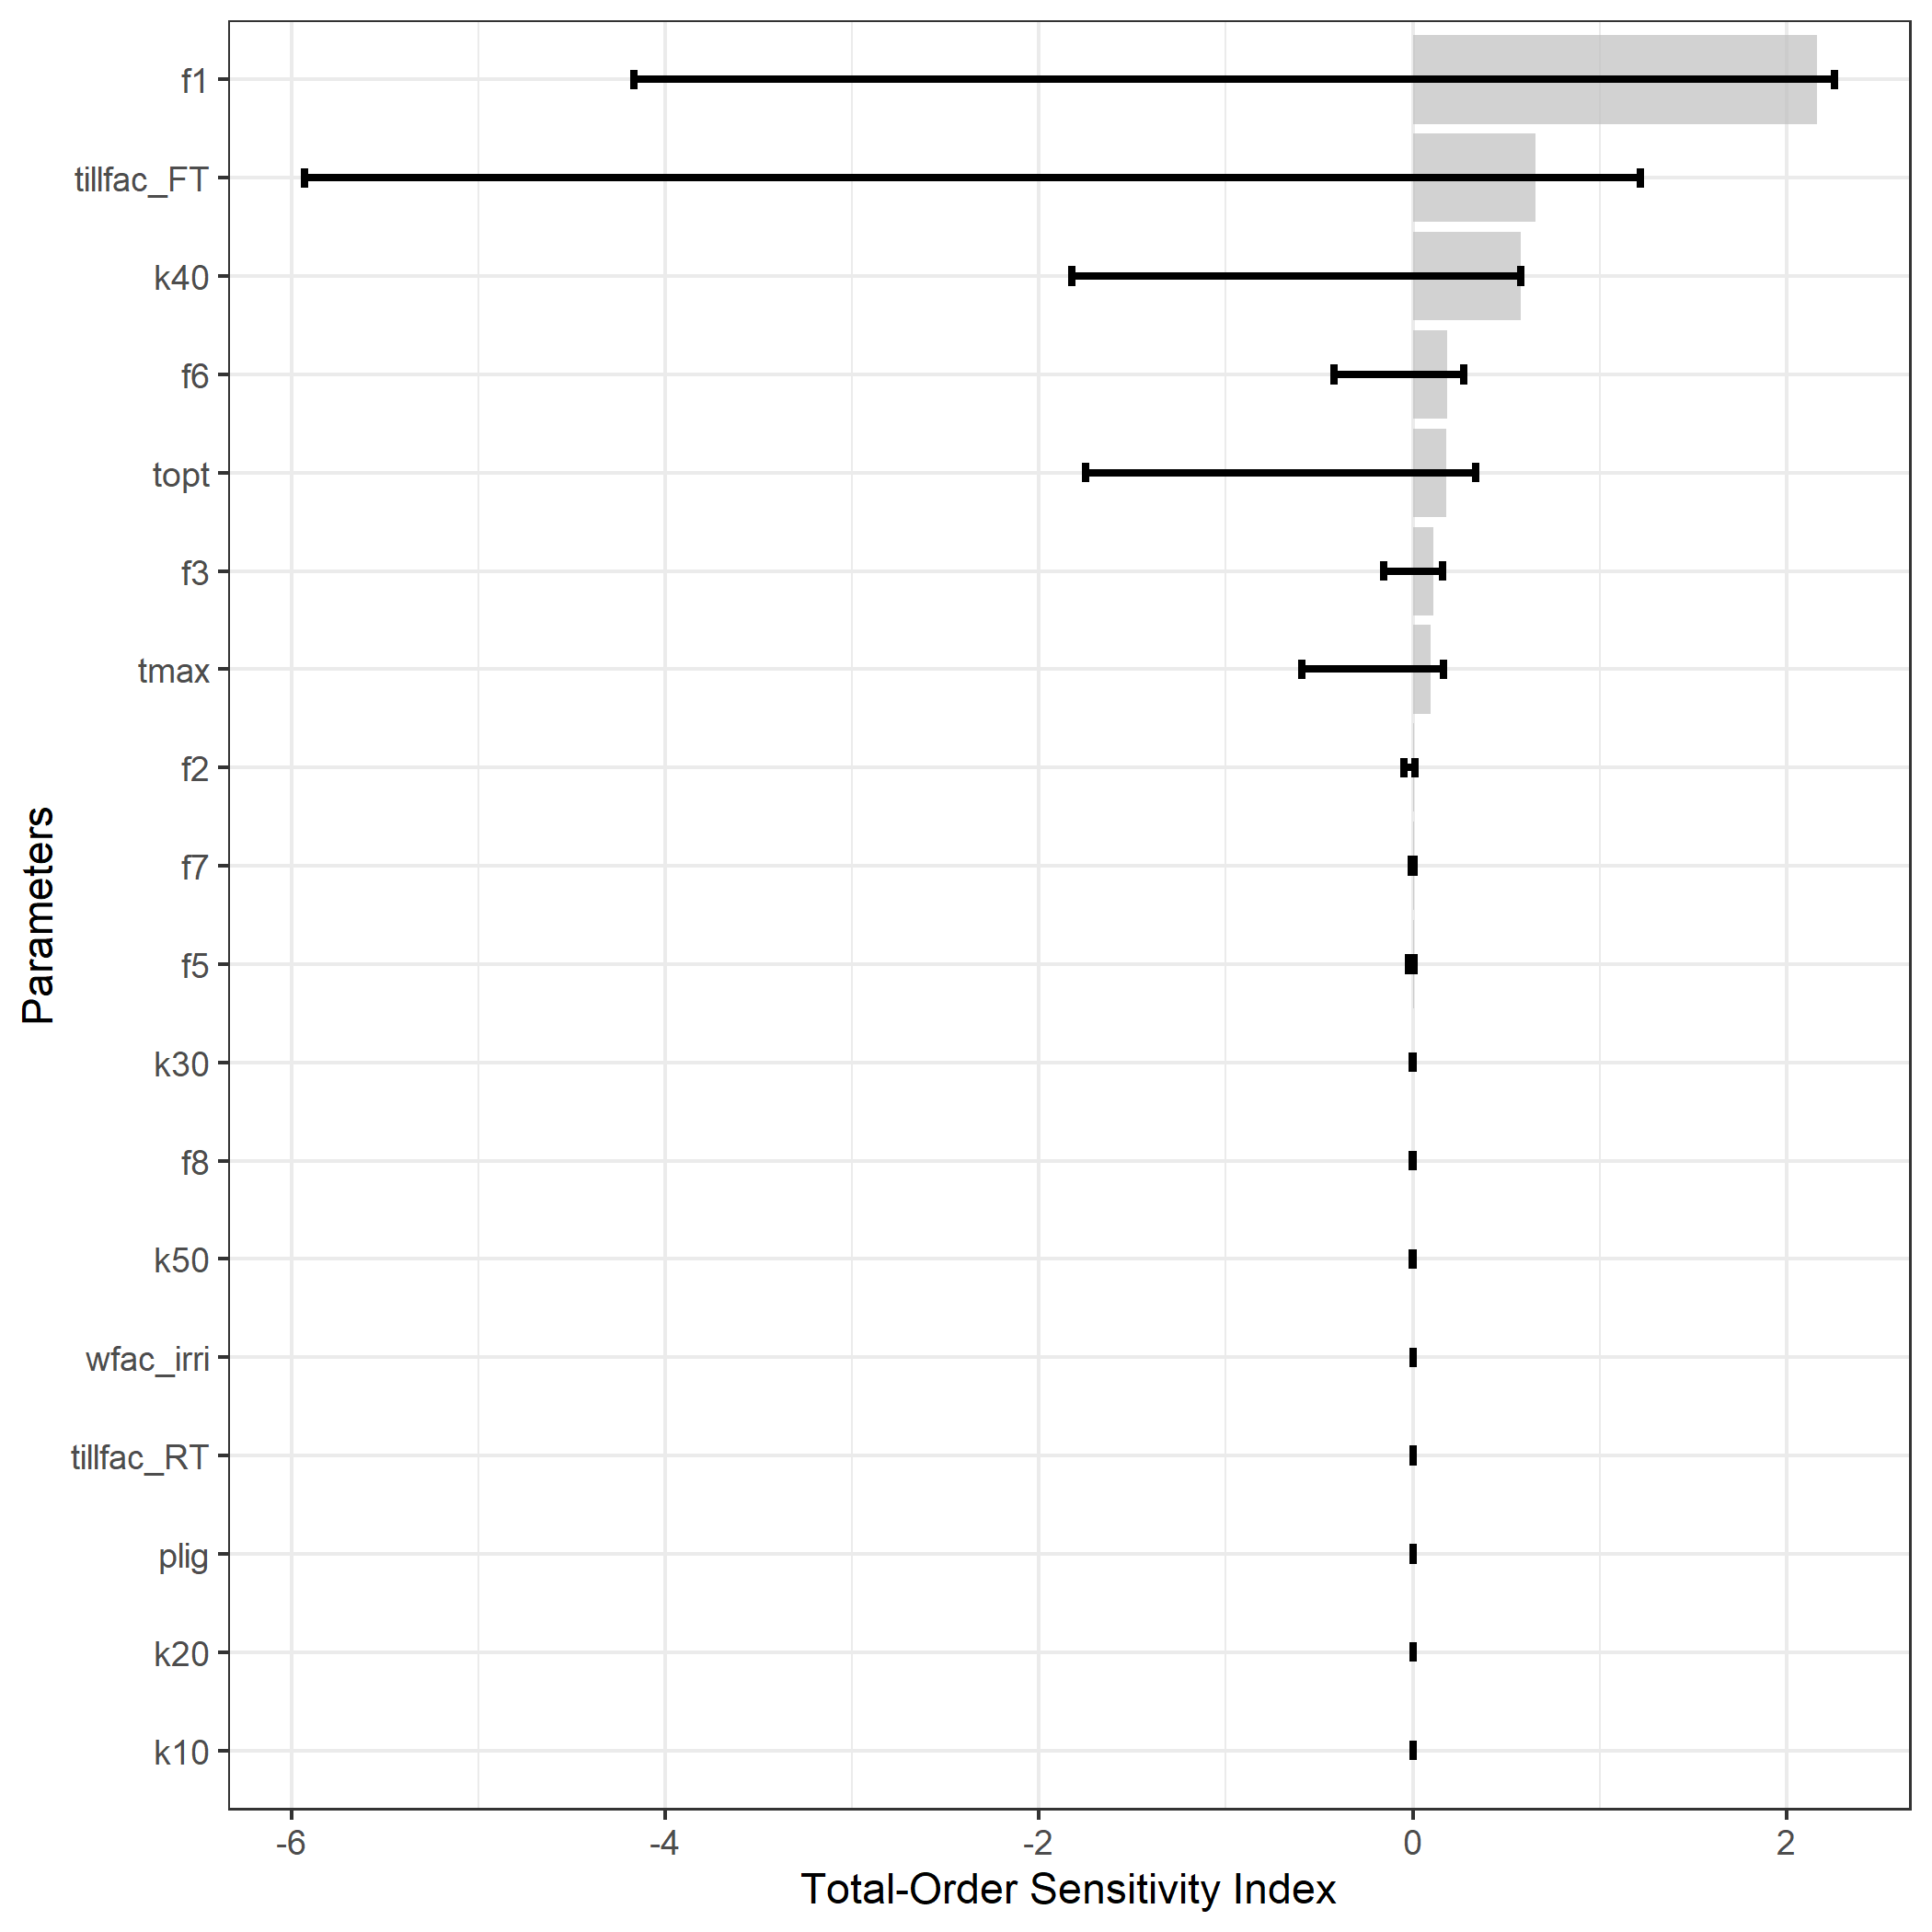 f1
tillfac_FT
k40
f6
topt
f3
tmax
f2
f7
f5
k30
f8
k50
wfac_irri
tillfac_RT
plig
k20
k10
Parameters
-6 -4 -2 0 2
Total-Order Sensitivity Index